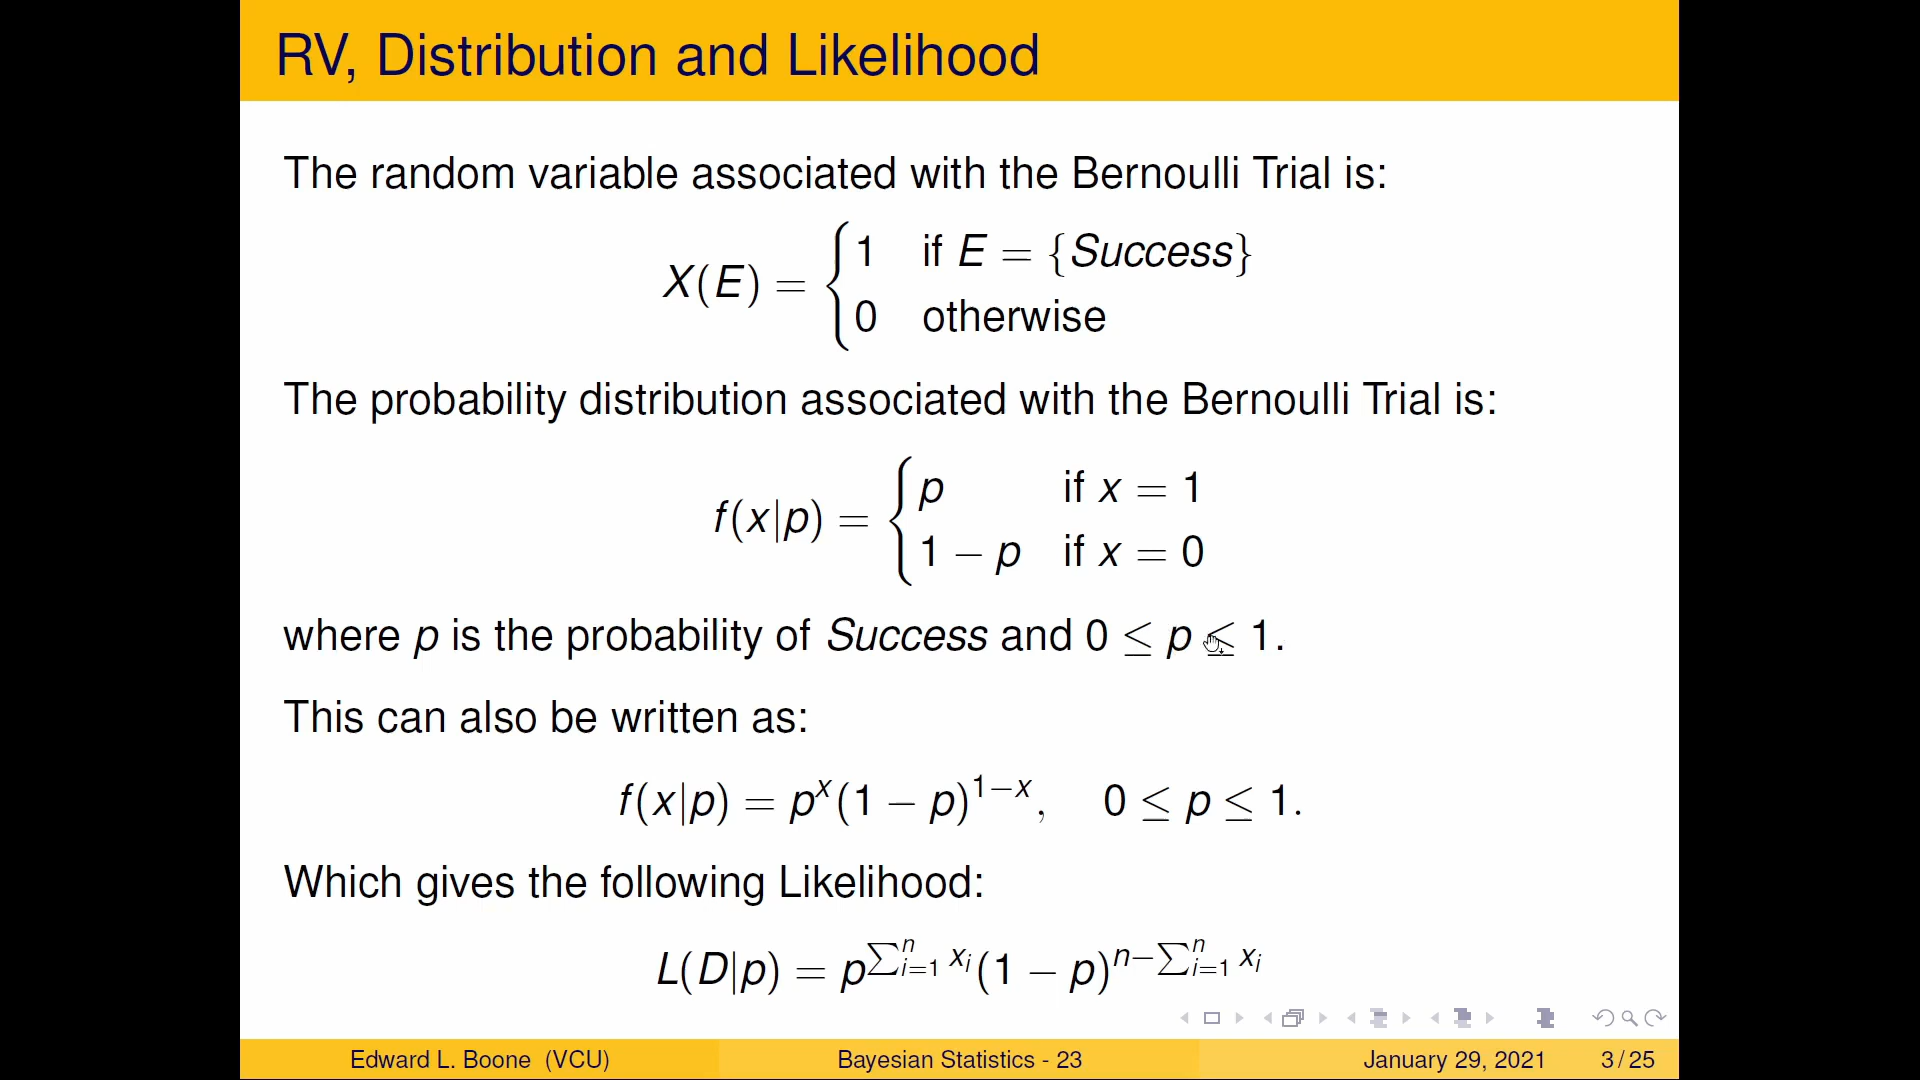 RV, Distribution and Likelihood
The random variable associated with the Bernoulli Trial is:
X(E) = { 1 if E = {Success}
0 otherwise
The probability distribution associated with the Bernoulli Trial is:
f(x|p) = { p if x = 1
1 − p if x = 0
where p is the probability of Success and 0 ≤ p ≤ 1.
This can also be written as:
f(x|p) = p^x(1 − p)^{1−x}, 0 ≤ p ≤ 1.
Which gives the following Likelihood:
L(D|p) = p^{∑_{i=1}^{n} x_i}(1 − p)^{n−∑_{i=1}^{n} x_i}
Edward L. Boone (VCU) Bayesian Statistics - 23 January 29, 2021 3 / 25